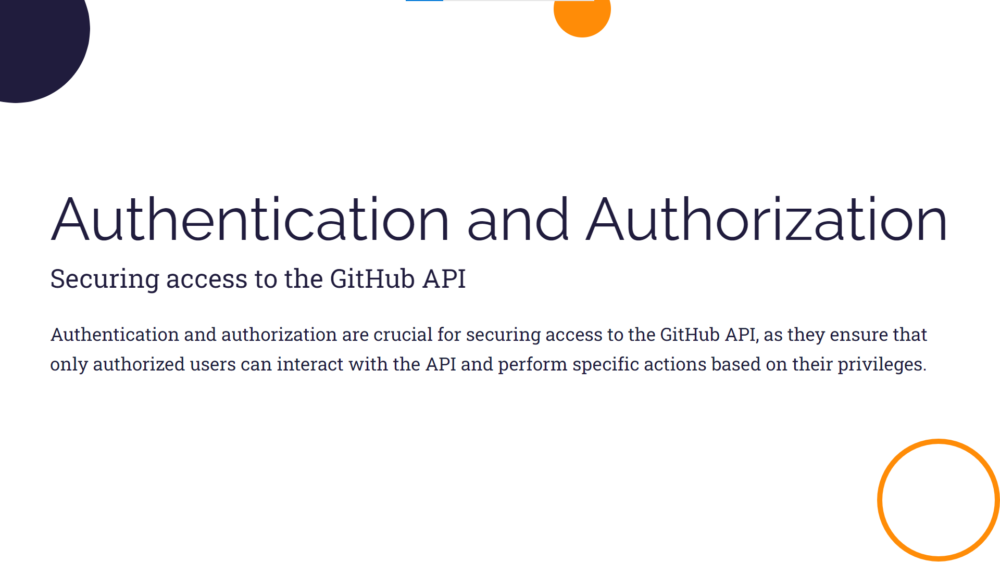 Authentication and Authorization
Securing access to the GitHub API
Authentication and authorization are crucial for securing access to the GitHub API, as they ensure that
only authorized users can interact with the API and perform specific actions based on their privileges.